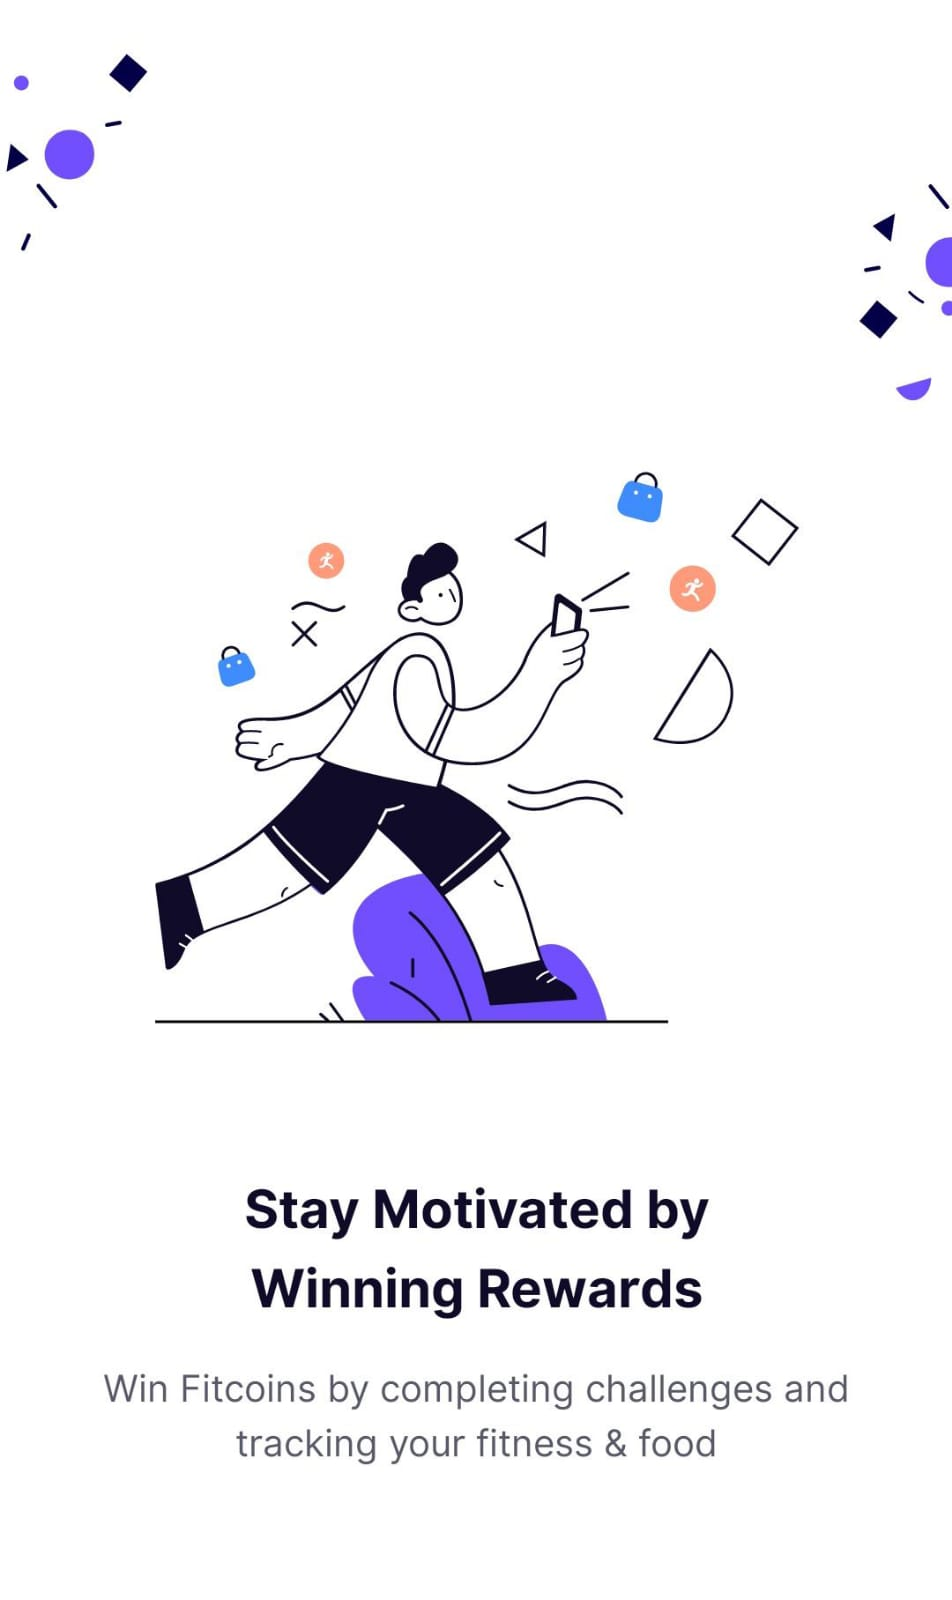 Stay Motivated by
Winning Rewards
Win Fitcoins by completing challenges and
tracking your fitness & food